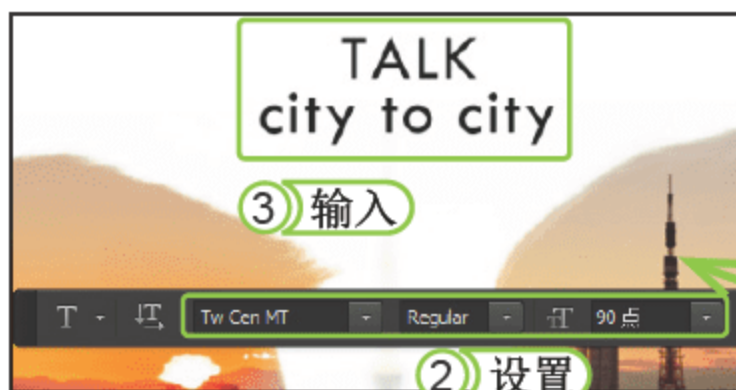 TALK
city to city
③ 输入
T Tw Cen MT Regular 90 点
② 设置